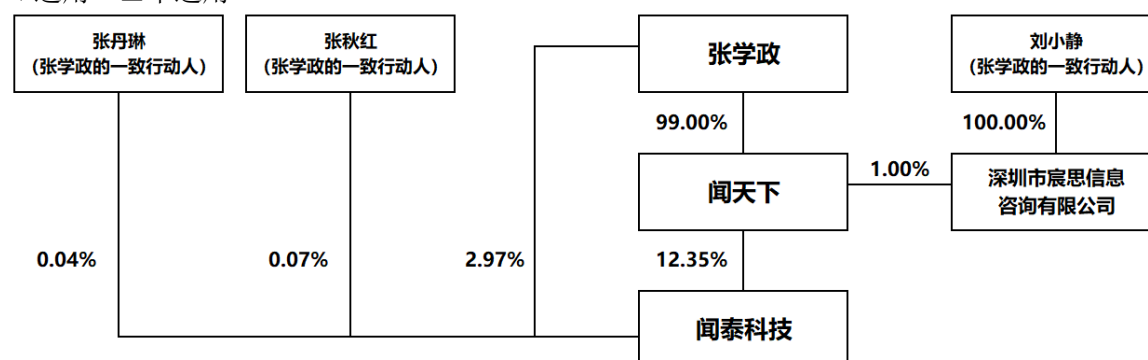 张丹琳
(张学政的一致行动人)
张秋红
(张学政的一致行动人)
张学政
刘小静
(张学政的一致行动人)
99.00%
100.00%
闻天下
1.00%
深圳市宸思信息
咨询有限公司
0.04%
0.07%
2.97%
12.35%
闻泰科技